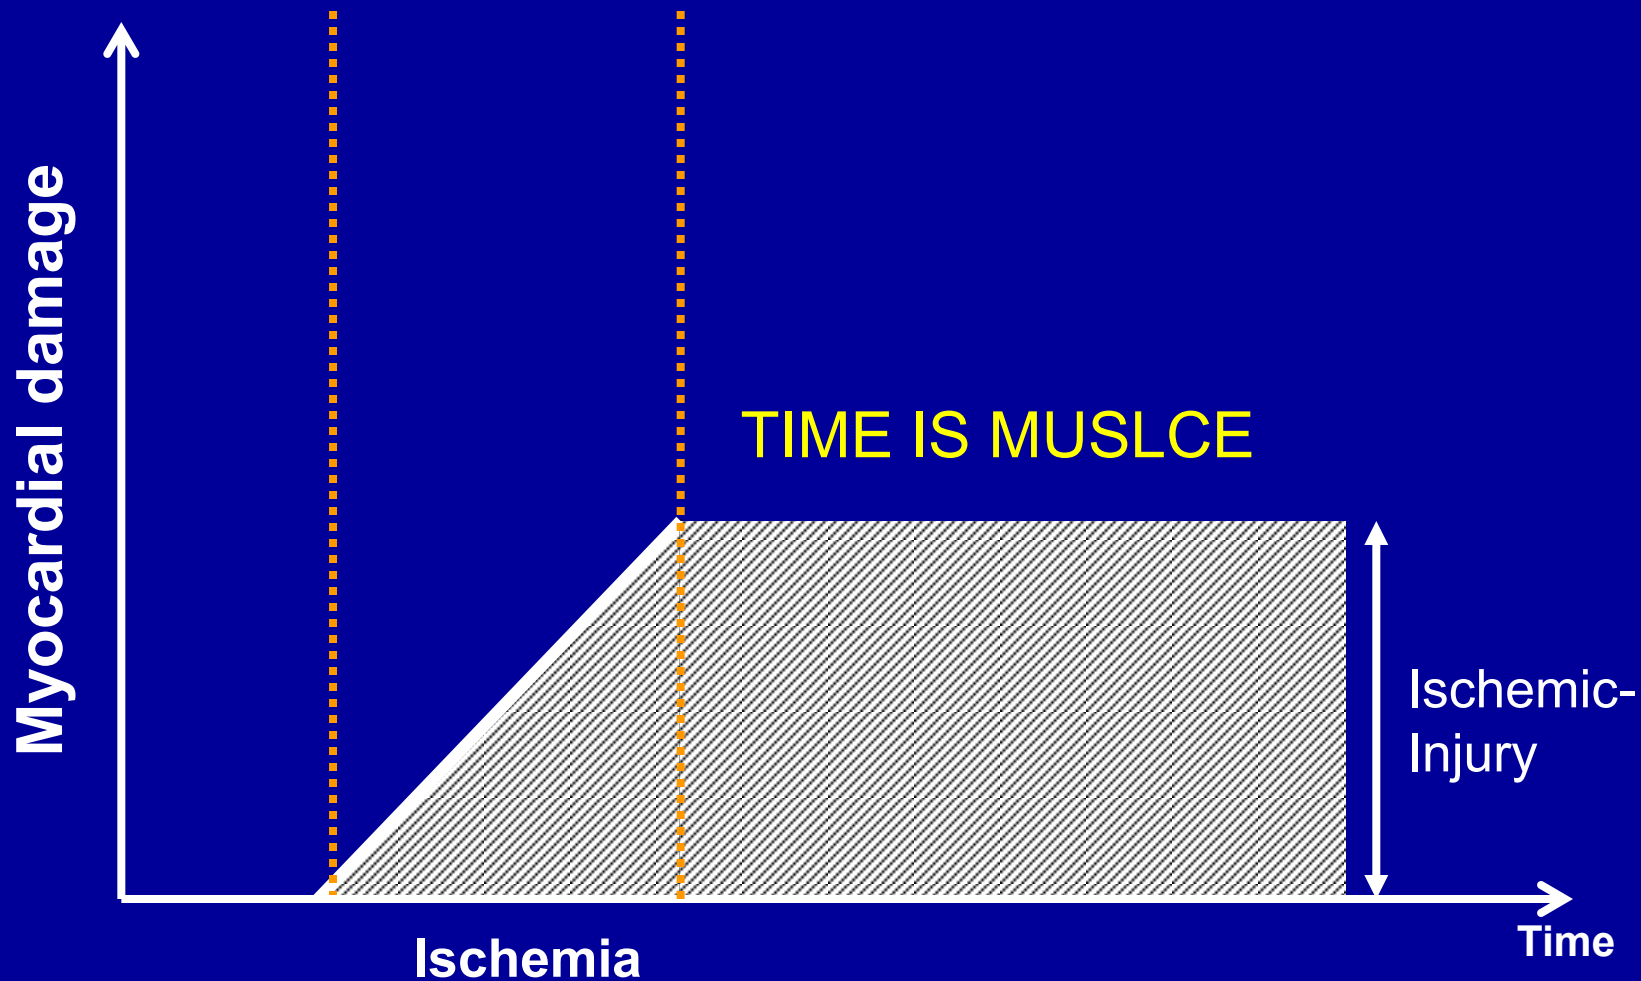 Myocardial damage
TIME IS MUSLCE
Ischemic-
Injury
Time
Ischemia